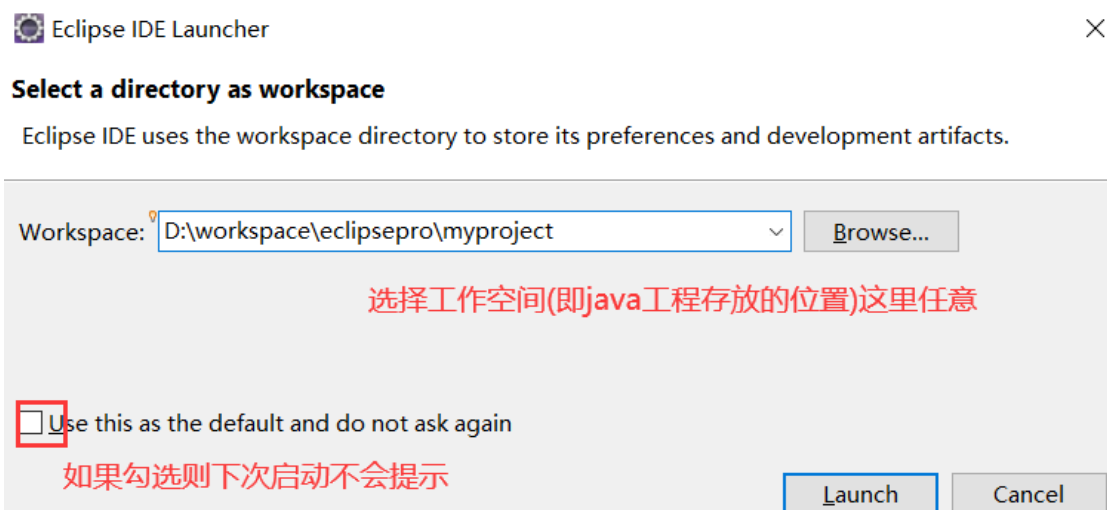 Eclipse IDE Launcher
Select a directory as workspace
Eclipse IDE uses the workspace directory to store its preferences and development artifacts.
Workspace: D:\workspace\eclipsepro\myproject Browse...
选择工作空间(即java工程存放的位置)这里任意
Use this as the default and do not ask again
如果勾选则下次启动不会提示
Launch Cancel